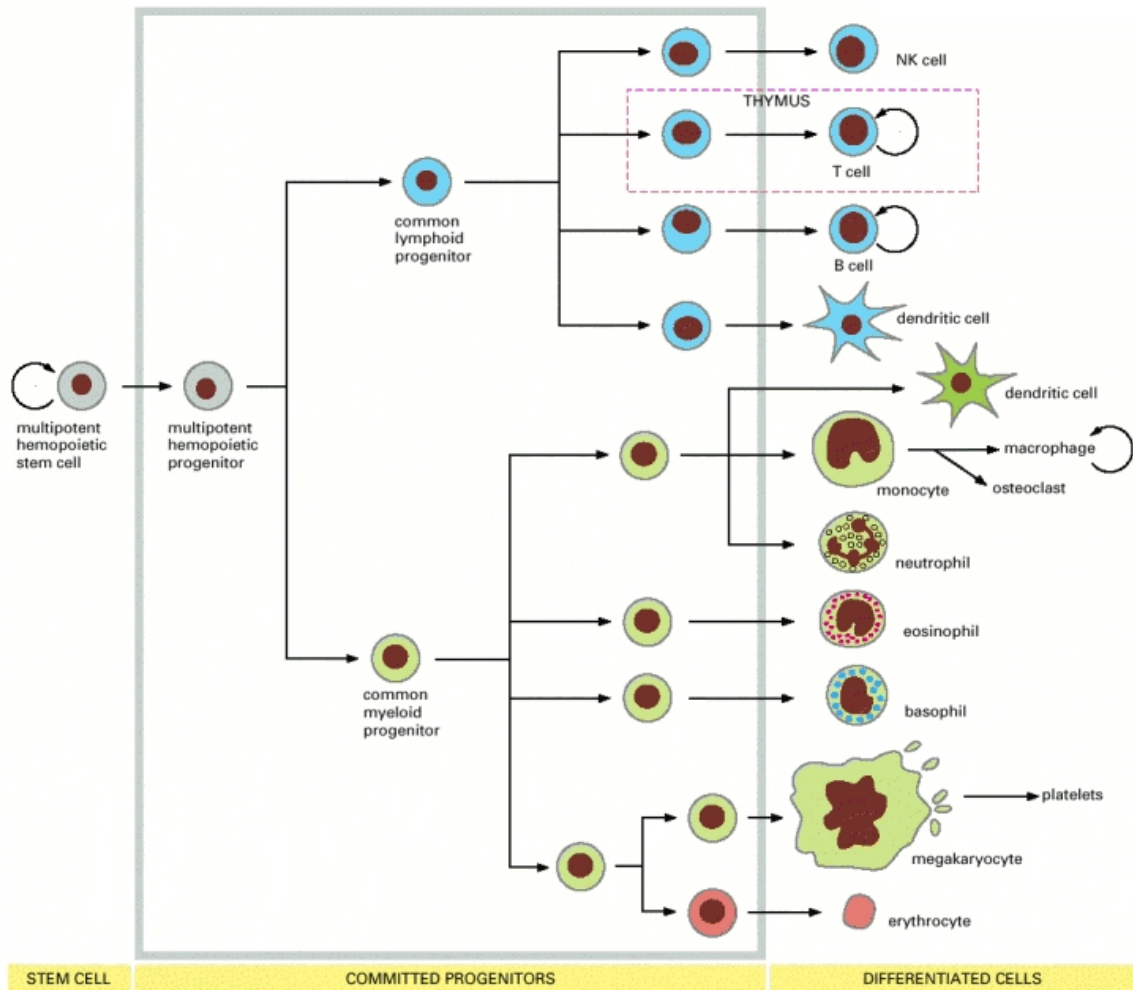 NK cell
THYMUS
T cell
common
lymphoid
progenitor
B cell
dendritic cell
multipotent
hemopoietic
stem cell
multipotent
hemopoietic
progenitor
dendritic cell
macrophage
monocyte
osteoclast
neutrophil
eosinophil
common
myeloid
progenitor
basophil
platelets
megakaryocyte
erythrocyte
STEM CELL
COMMITTED PROGENITORS
DIFFERENTIATED CELLS